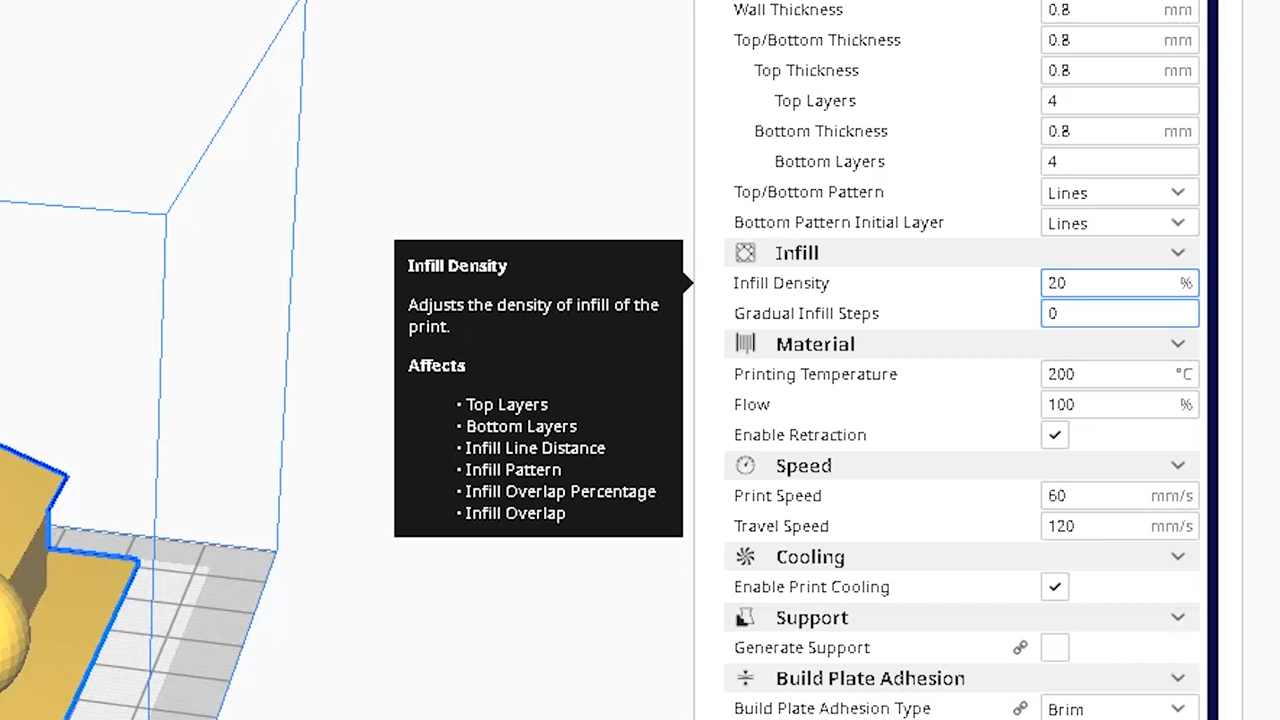 Wall Thickness 0.8 mm
Top/Bottom Thickness 0.8 mm
Top Thickness 0.8 mm
Top Layers 4
Bottom Thickness 0.8 mm
Bottom Layers 4
Top/Bottom Pattern Lines
Bottom Pattern Initial Layer Lines
Infill
Infill Density 20 %
Gradual Infill Steps 0
Material
Printing Temperature 200 °C
Flow 100 %
Enable Retraction
Speed
Print Speed 60 mm/s
Travel Speed 120 mm/s
Cooling
Enable Print Cooling
Support
Generate Support
Build Plate Adhesion
Build Plate Adhesion Type Brim
Infill Density
Adjusts the density of infill of the
print.
Affects
· Top Layers
· Bottom Layers
· Infill Line Distance
· Infill Pattern
· Infill Overlap Percentage
· Infill Overlap